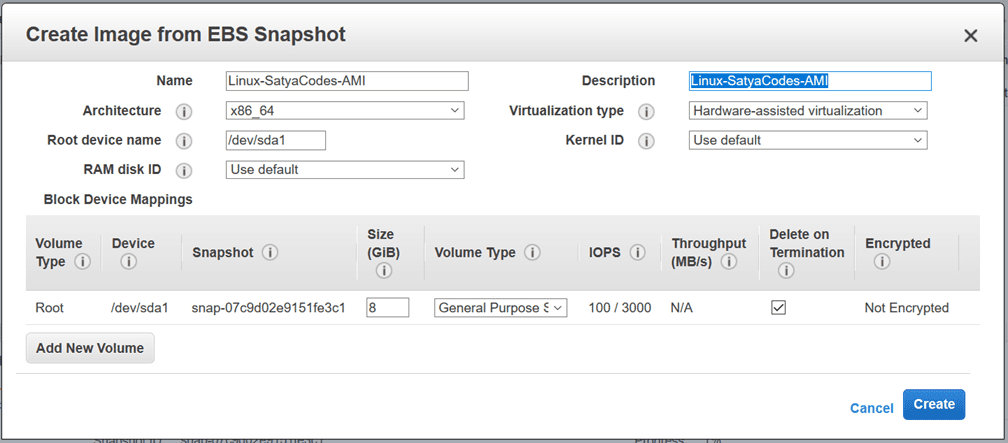 Create Image from EBS Snapshot
Name Linux-SatyaCodes-AMI Description Linux-SatyaCodes-AMI
Architecture x86_64 Virtualization type Hardware-assisted virtualization
Root device name /dev/sda1 Kernel ID Use default
RAM disk ID Use default
Block Device Mappings
Volume Type Device Snapshot Size (GiB) Volume Type IOPS Throughput (MB/s) Delete on Termination Encrypted
Root /dev/sda1 snap-07c9d02e9151fe3c1 8 General Purpose S 100 / 3000 N/A Not Encrypted
Add New Volume
Cancel Create